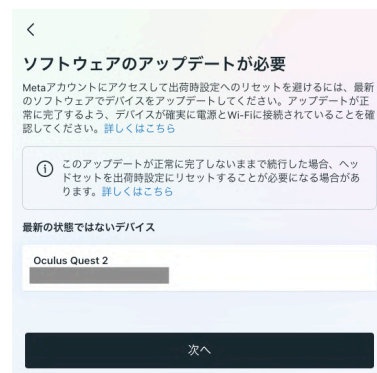 ソフトウェアのアップデートが必要
Metaアカウントにアクセスして出荷時設定へのリセットを避けるには、最新
のソフトウェアでデバイスをアップデートしてください。アップデートが正
常に完了するよう、デバイスが確実に電源とWi-Fiに接続されていることを確
認してください。詳しくはこちら
このアップデートが正常に完了しないままで続行した場合、ヘッ
ドセットを出荷時設定にリセットすることが必要になる場合があ
ります。詳しくはこちら
最新の状態ではないデバイス
Oculus Quest 2
次へ